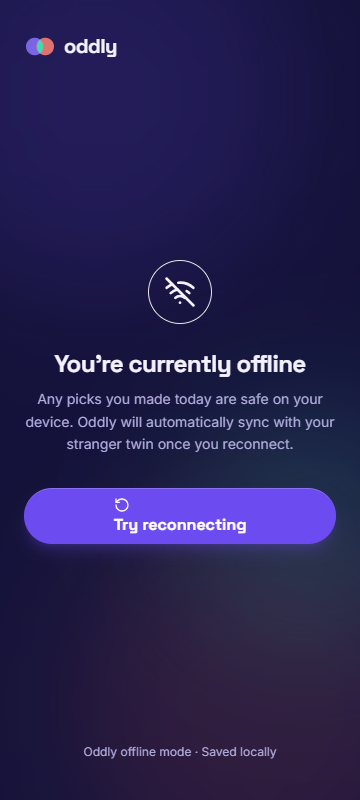 oddly
You’re currently offline
Any picks you made today are safe on your
device. Oddly will automatically sync with your
stranger twin once you reconnect.
Try reconnecting
Oddly offline mode · Saved locally